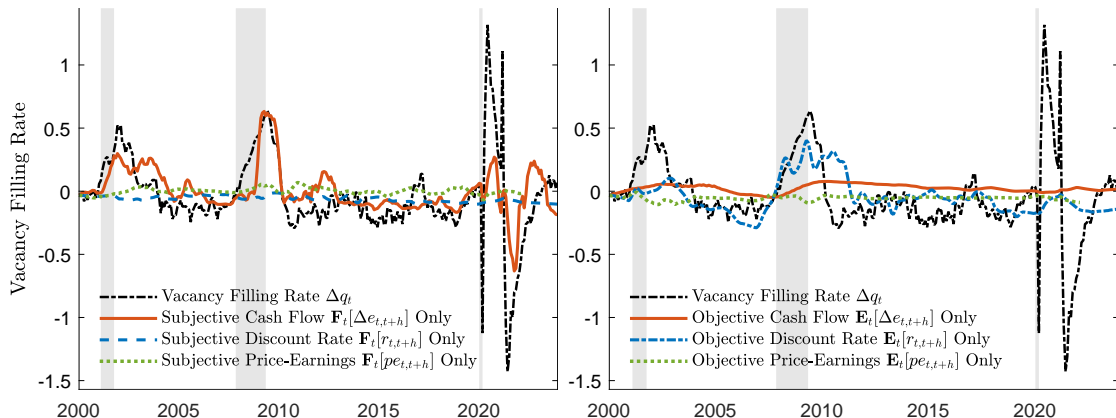 Vacancy Filling Rate
1
0.5
0
-0.5
-1
-1.5
2000 2005 2010 2015 2020
Vacancy Filling Rate Δq_t
Subjective Cash Flow F_t[Δe_{t,t+h}] Only
Subjective Discount Rate F_t[r_{t,t+h}] Only
Subjective Price-Earnings F_t[pe_{t,t+h}] Only
1
0.5
0
-0.5
-1
-1.5
2000 2005 2010 2015 2020
Vacancy Filling Rate Δq_t
Objective Cash Flow E_t[Δe_{t,t+h}] Only
Objective Discount Rate E_t[r_{t,t+h}] Only
Objective Price-Earnings E_t[pe_{t,t+h}] Only